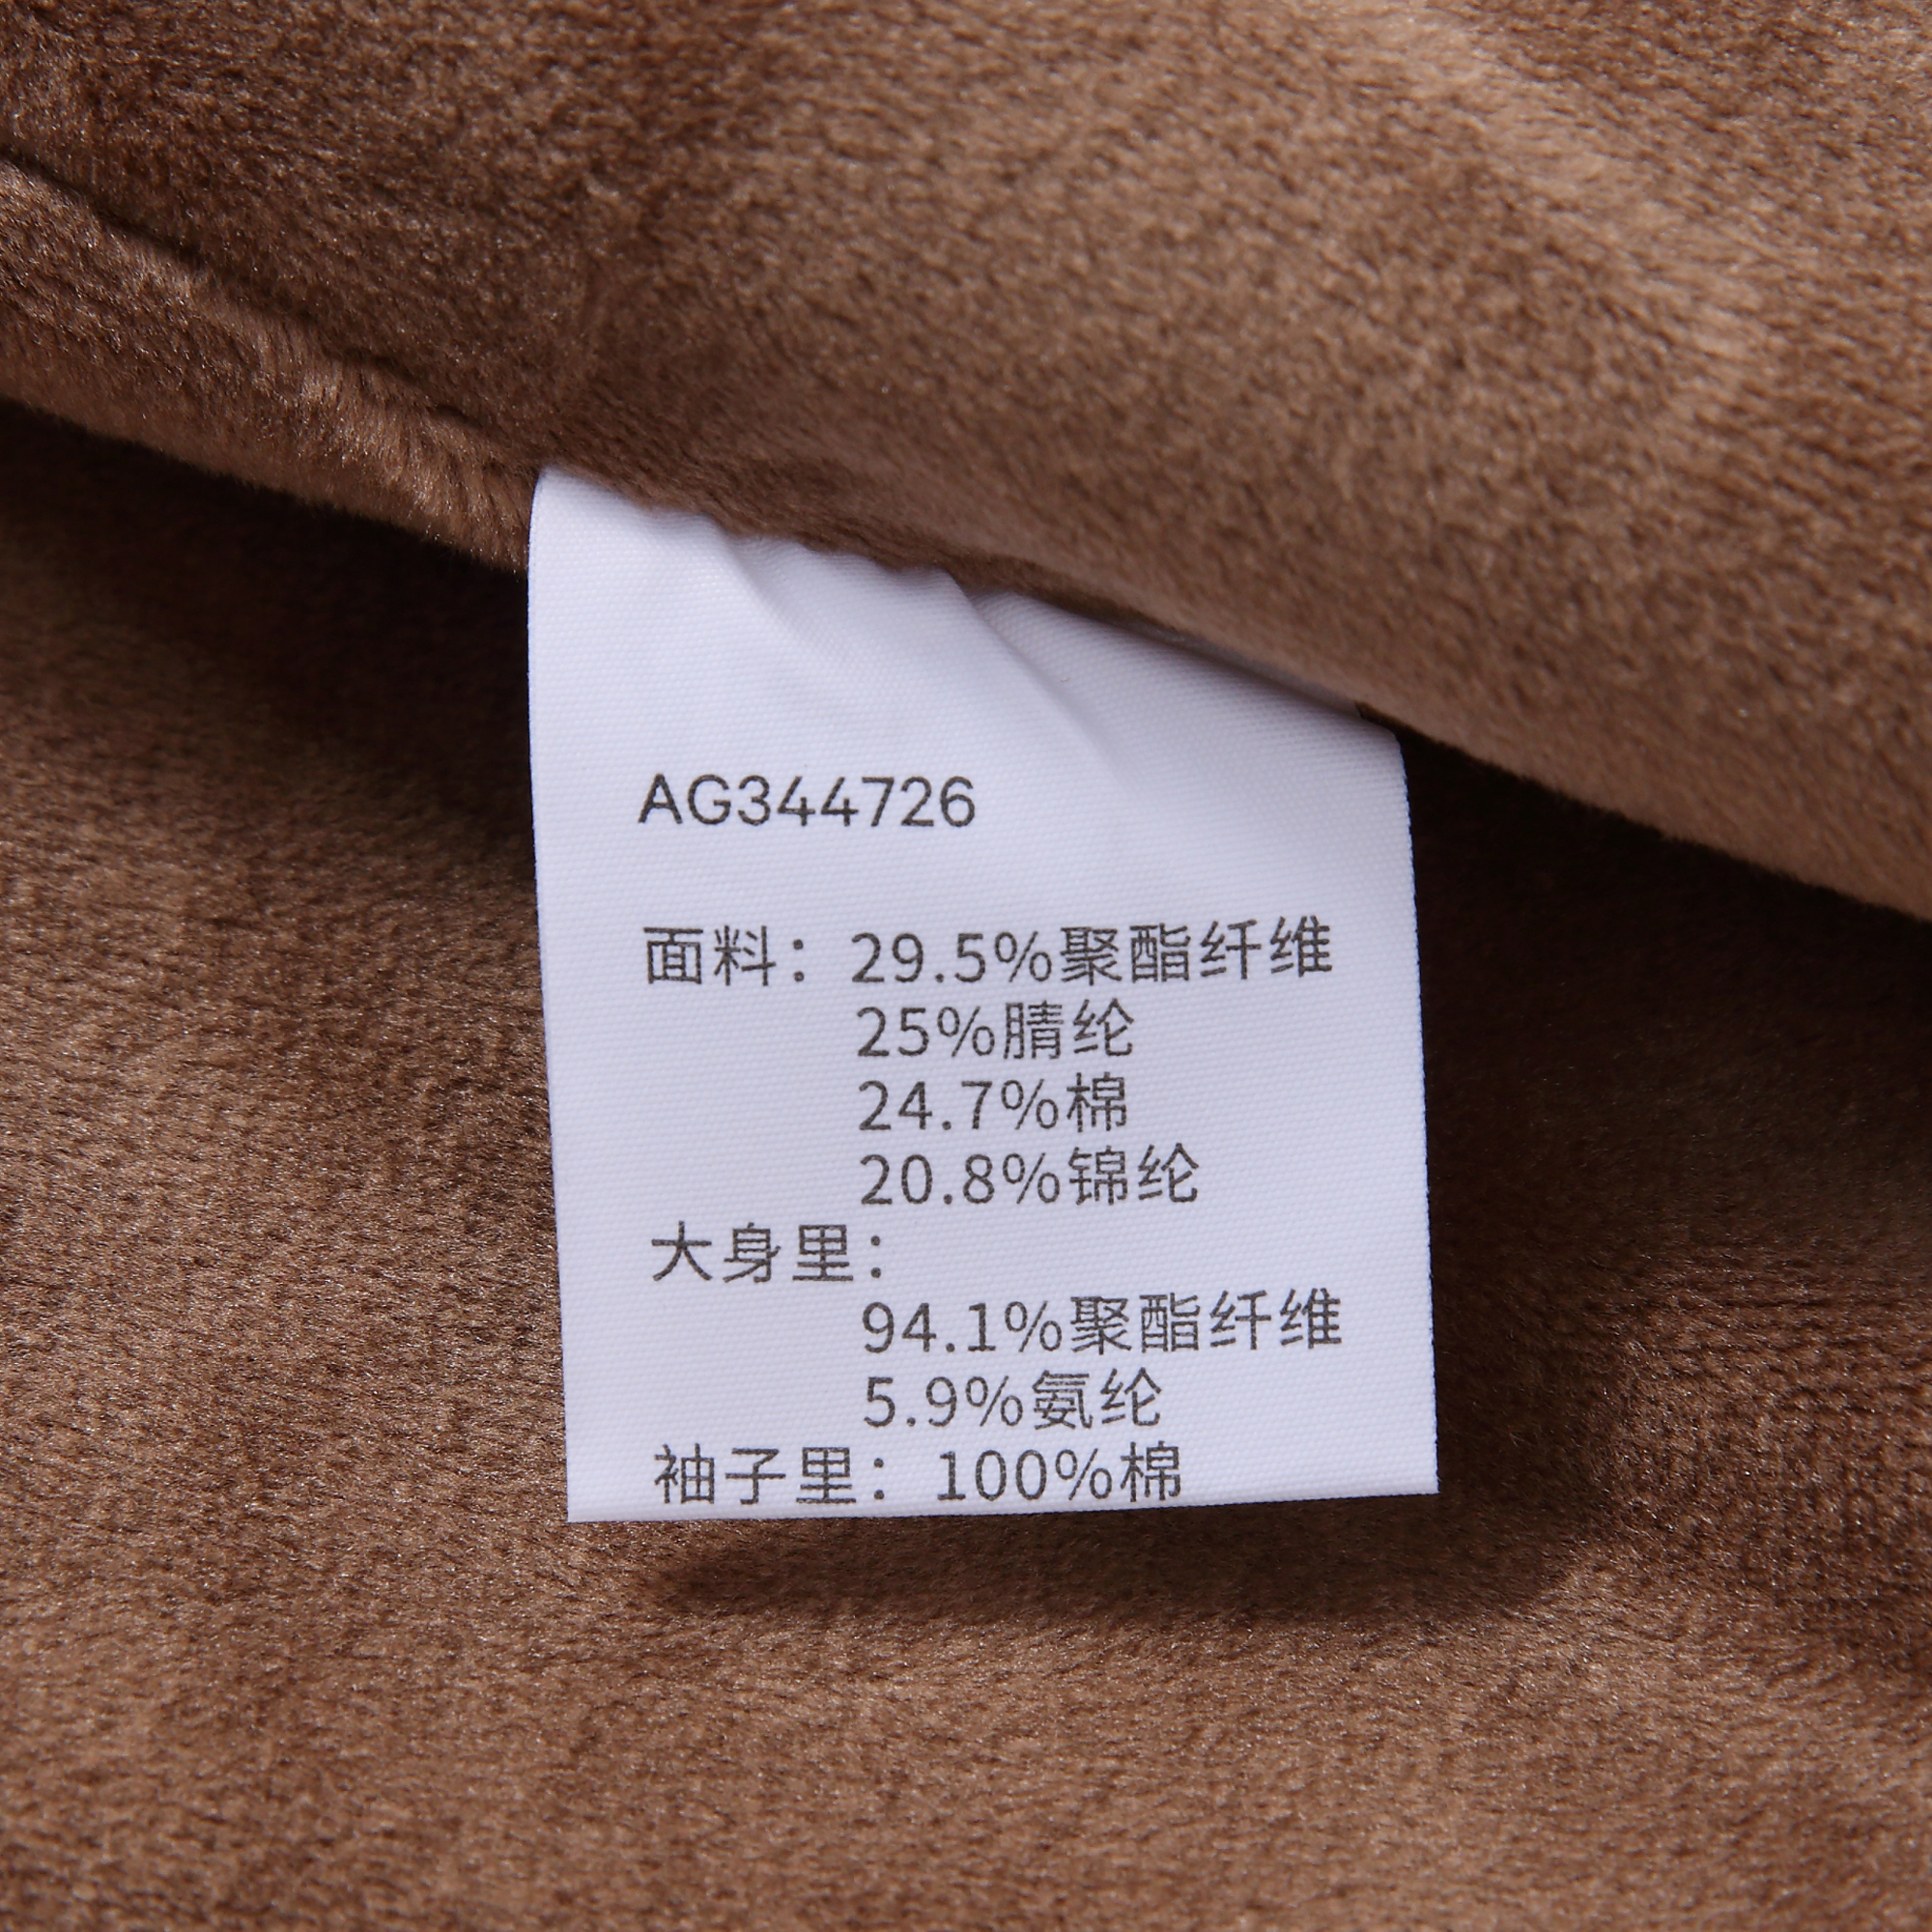 AG344726
面料：29.5%聚酯纤维
25%腈纶
24.7%棉
20.8%锦纶
大身里：
94.1%聚酯纤维
5.9%氨纶
袖子里：100%棉